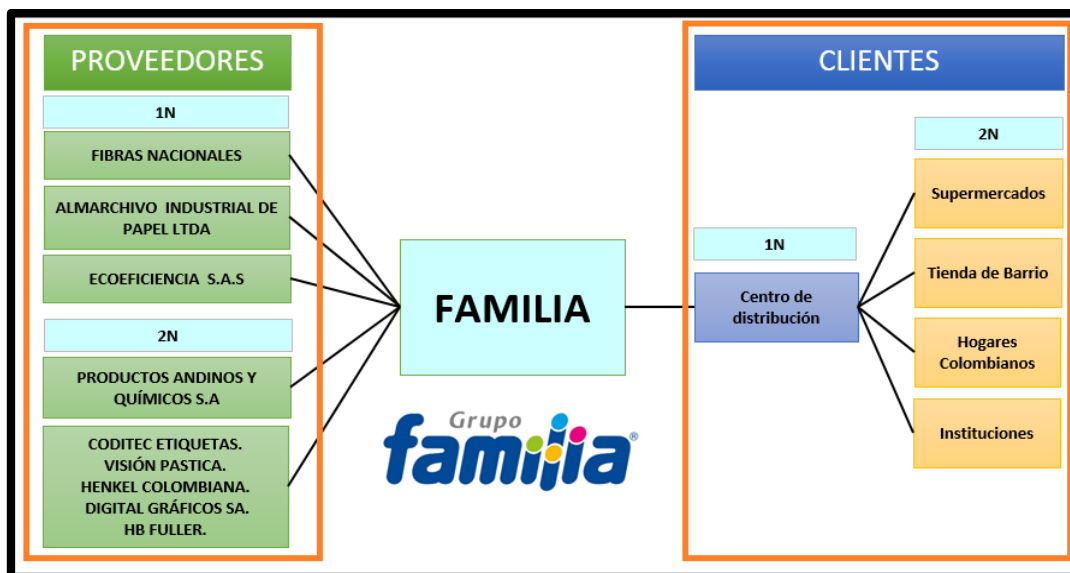 PROVEEDORES
1N
FIBRAS NACIONALES
ALMARCHIVO INDUSTRIAL DE
PAPEL LTDA
ECOEFICIENCIA S.A.S
2N
PRODUCTOS ANDINOS Y
QUÍMICOS S.A
CODITEC ETIQUETAS.
VISIÓN PASTICA.
HENKEL COLOMBIANA.
DIGITAL GRÁFICOS SA.
HB FULLER.
FAMILIA
Grupo
familia®
CLIENTES
1N
Centro de
distribución
2N
Supermercados
Tienda de Barrio
Hogares
Colombianos
Instituciones